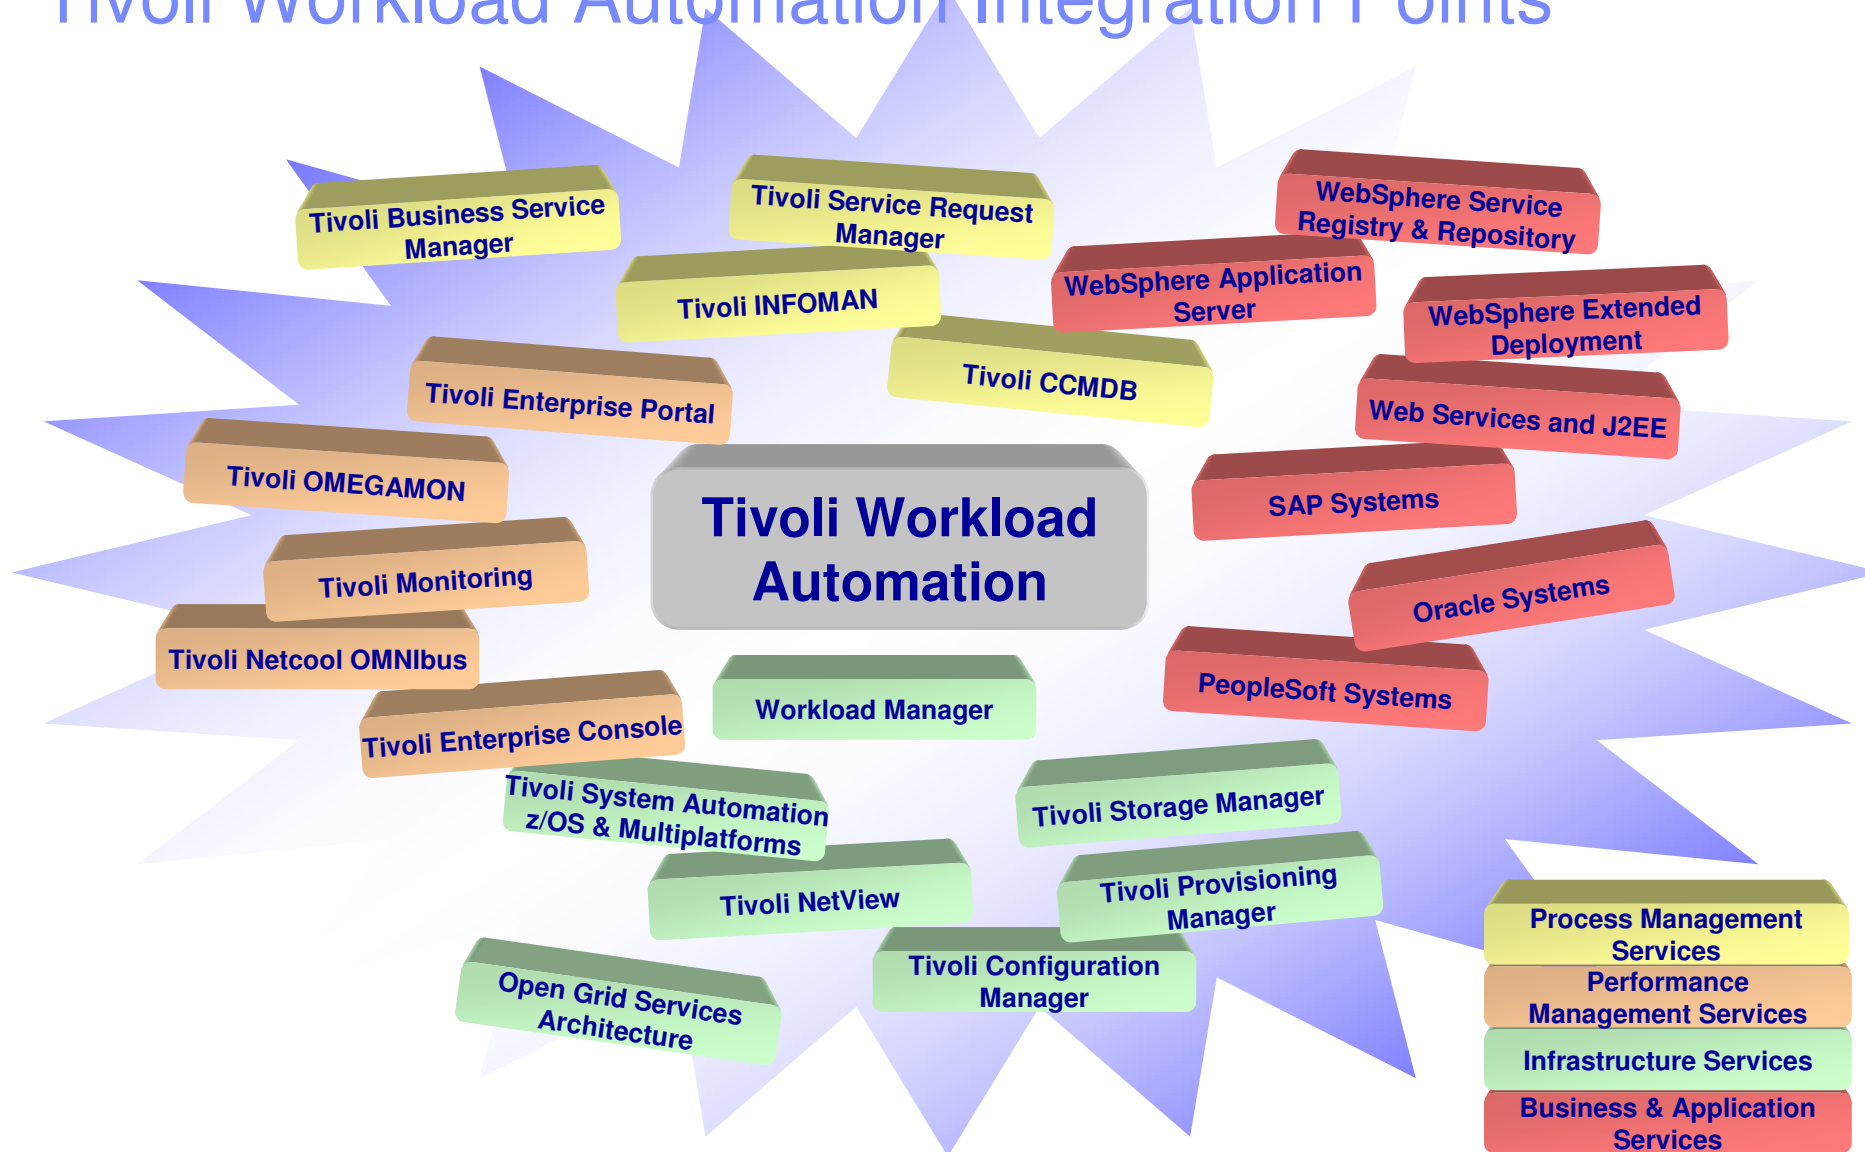 Tivoli Workload Automation Integration Points
Tivoli Business Service
Manager
Tivoli Service Request
Manager
WebSphere Service
Registry & Repository
Tivoli INFOMAN
WebSphere Application
Server
WebSphere Extended
Deployment
Tivoli Enterprise Portal
Tivoli CCMDB
Web Services and J2EE
Tivoli OMEGAMON
Tivoli Workload
Automation
SAP Systems
Tivoli Monitoring
Oracle Systems
Tivoli Netcool OMNIbus
Workload Manager
PeopleSoft Systems
Tivoli Enterprise Console
Tivoli System Automation
z/OS & Multiplatforms
Tivoli Storage Manager
Tivoli NetView
Tivoli Provisioning
Manager
Open Grid Services
Architecture
Tivoli Configuration
Manager
Process Management
Services
Performance
Management Services
Infrastructure Services
Business & Application
Services